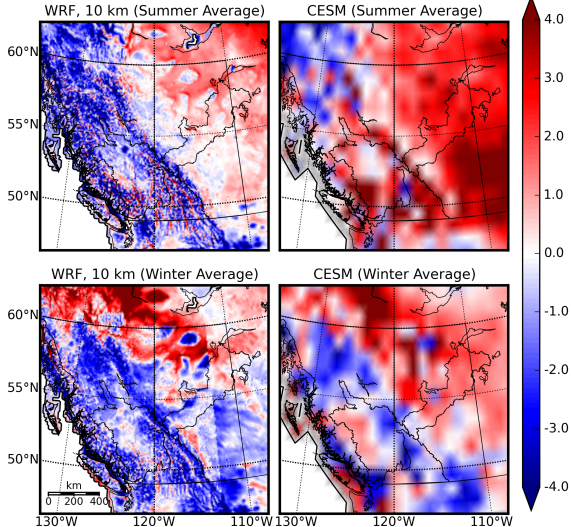 WRF, 10 km (Summer Average)
CESM (Summer Average)
60°N
55°N
50°N
WRF, 10 km (Winter Average)
CESM (Winter Average)
60°N
55°N
50°N
km
0 200 400
130°W 120°W 110°W
130°W 120°W 110°W
4.0
3.0
2.0
1.0
0.0
-1.0
-2.0
-3.0
-4.0